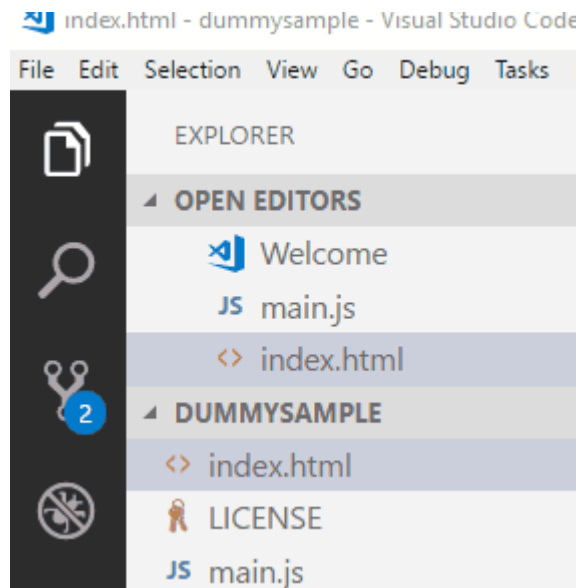 index.html - dummysample - Visual Studio Code
File Edit Selection View Go Debug Tasks
EXPLORER
OPEN EDITORS
Welcome
JS main.js
<> index.html
2
DUMMYSAMPLE
<> index.html
LICENSE
JS main.js